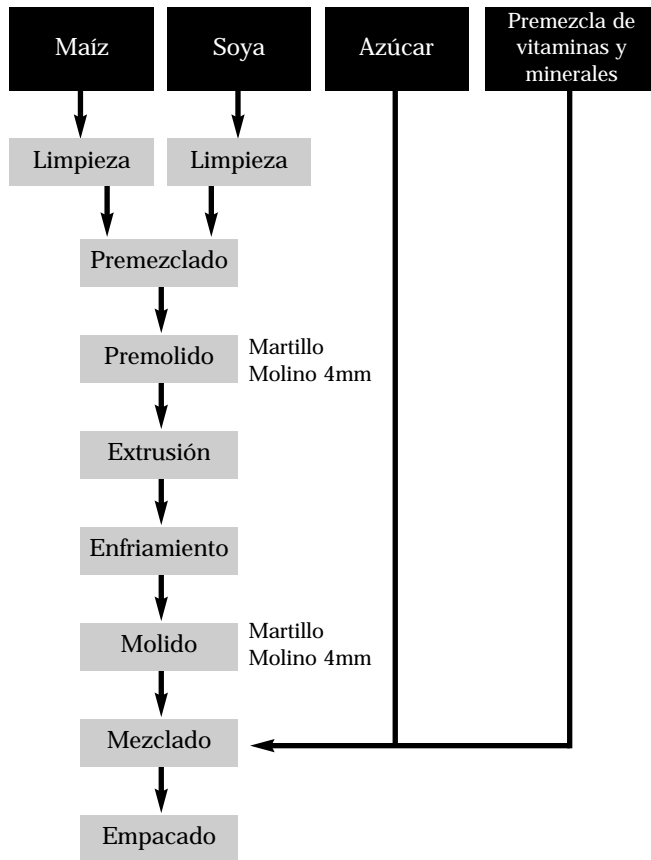 Maíz
Soya
Azúcar
Premezcla de
vitaminas y
minerales
Limpieza
Limpieza
Premezclado
Premolido
Martillo
Molino 4mm
Extrusión
Enfriamiento
Molido
Martillo
Molino 4mm
Mezclado
Empacado